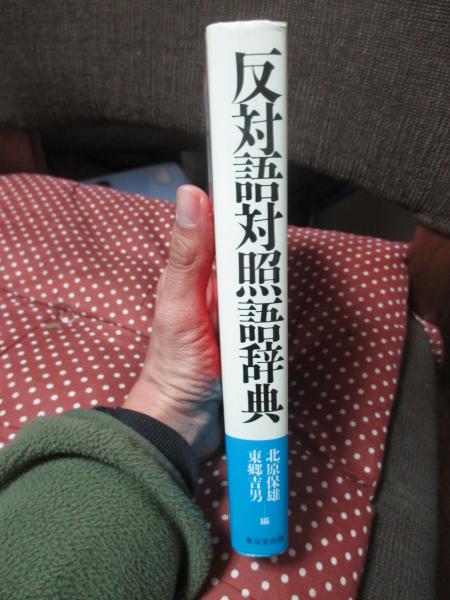 反対語対照語辞典
北原保雄
東郷吉男
編
東京堂出版